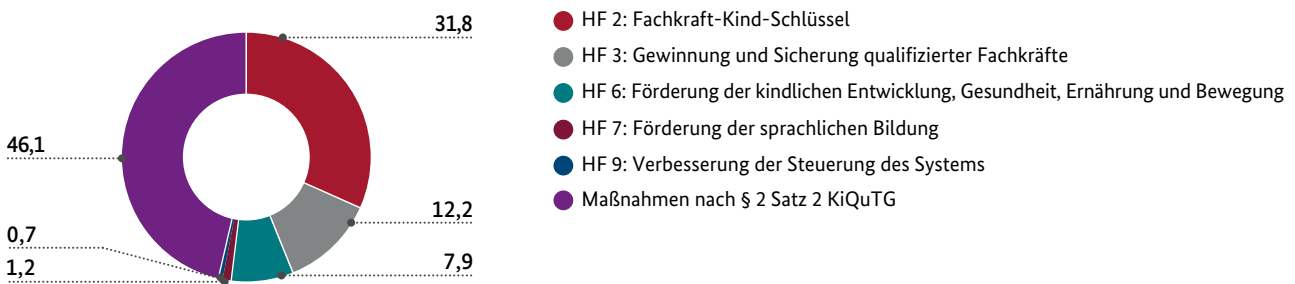 31,8
12,2
7,9
46,1
0,7
1,2
HF 2: Fachkraft-Kind-Schlüssel
HF 3: Gewinnung und Sicherung qualifizierter Fachkräfte
HF 6: Förderung der kindlichen Entwicklung, Gesundheit, Ernährung und Bewegung
HF 7: Förderung der sprachlichen Bildung
HF 9: Verbesserung der Steuerung des Systems
Maßnahmen nach § 2 Satz 2 KiQuTG